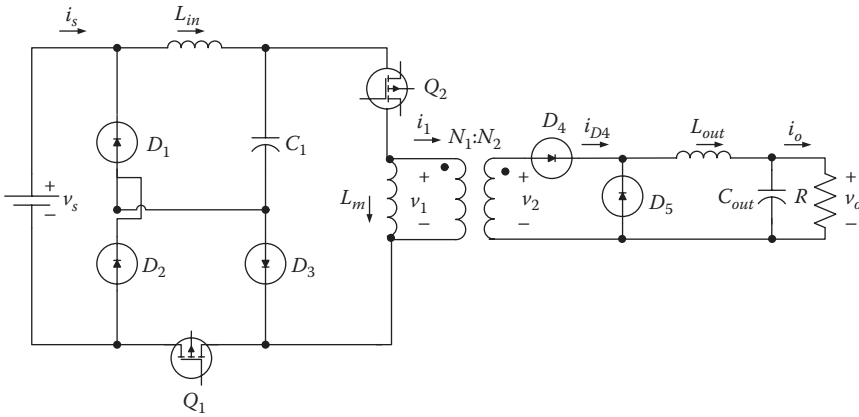 i_s
L_in
Q_2
i_1
N_1:N_2
D_4
i_D4
L_out
i_o
D_1
C_1
+
v_s
−
L_m
+
v_1
−
+
v_2
−
D_5
C_out
R
+
v_o
−
D_2
D_3
Q_1